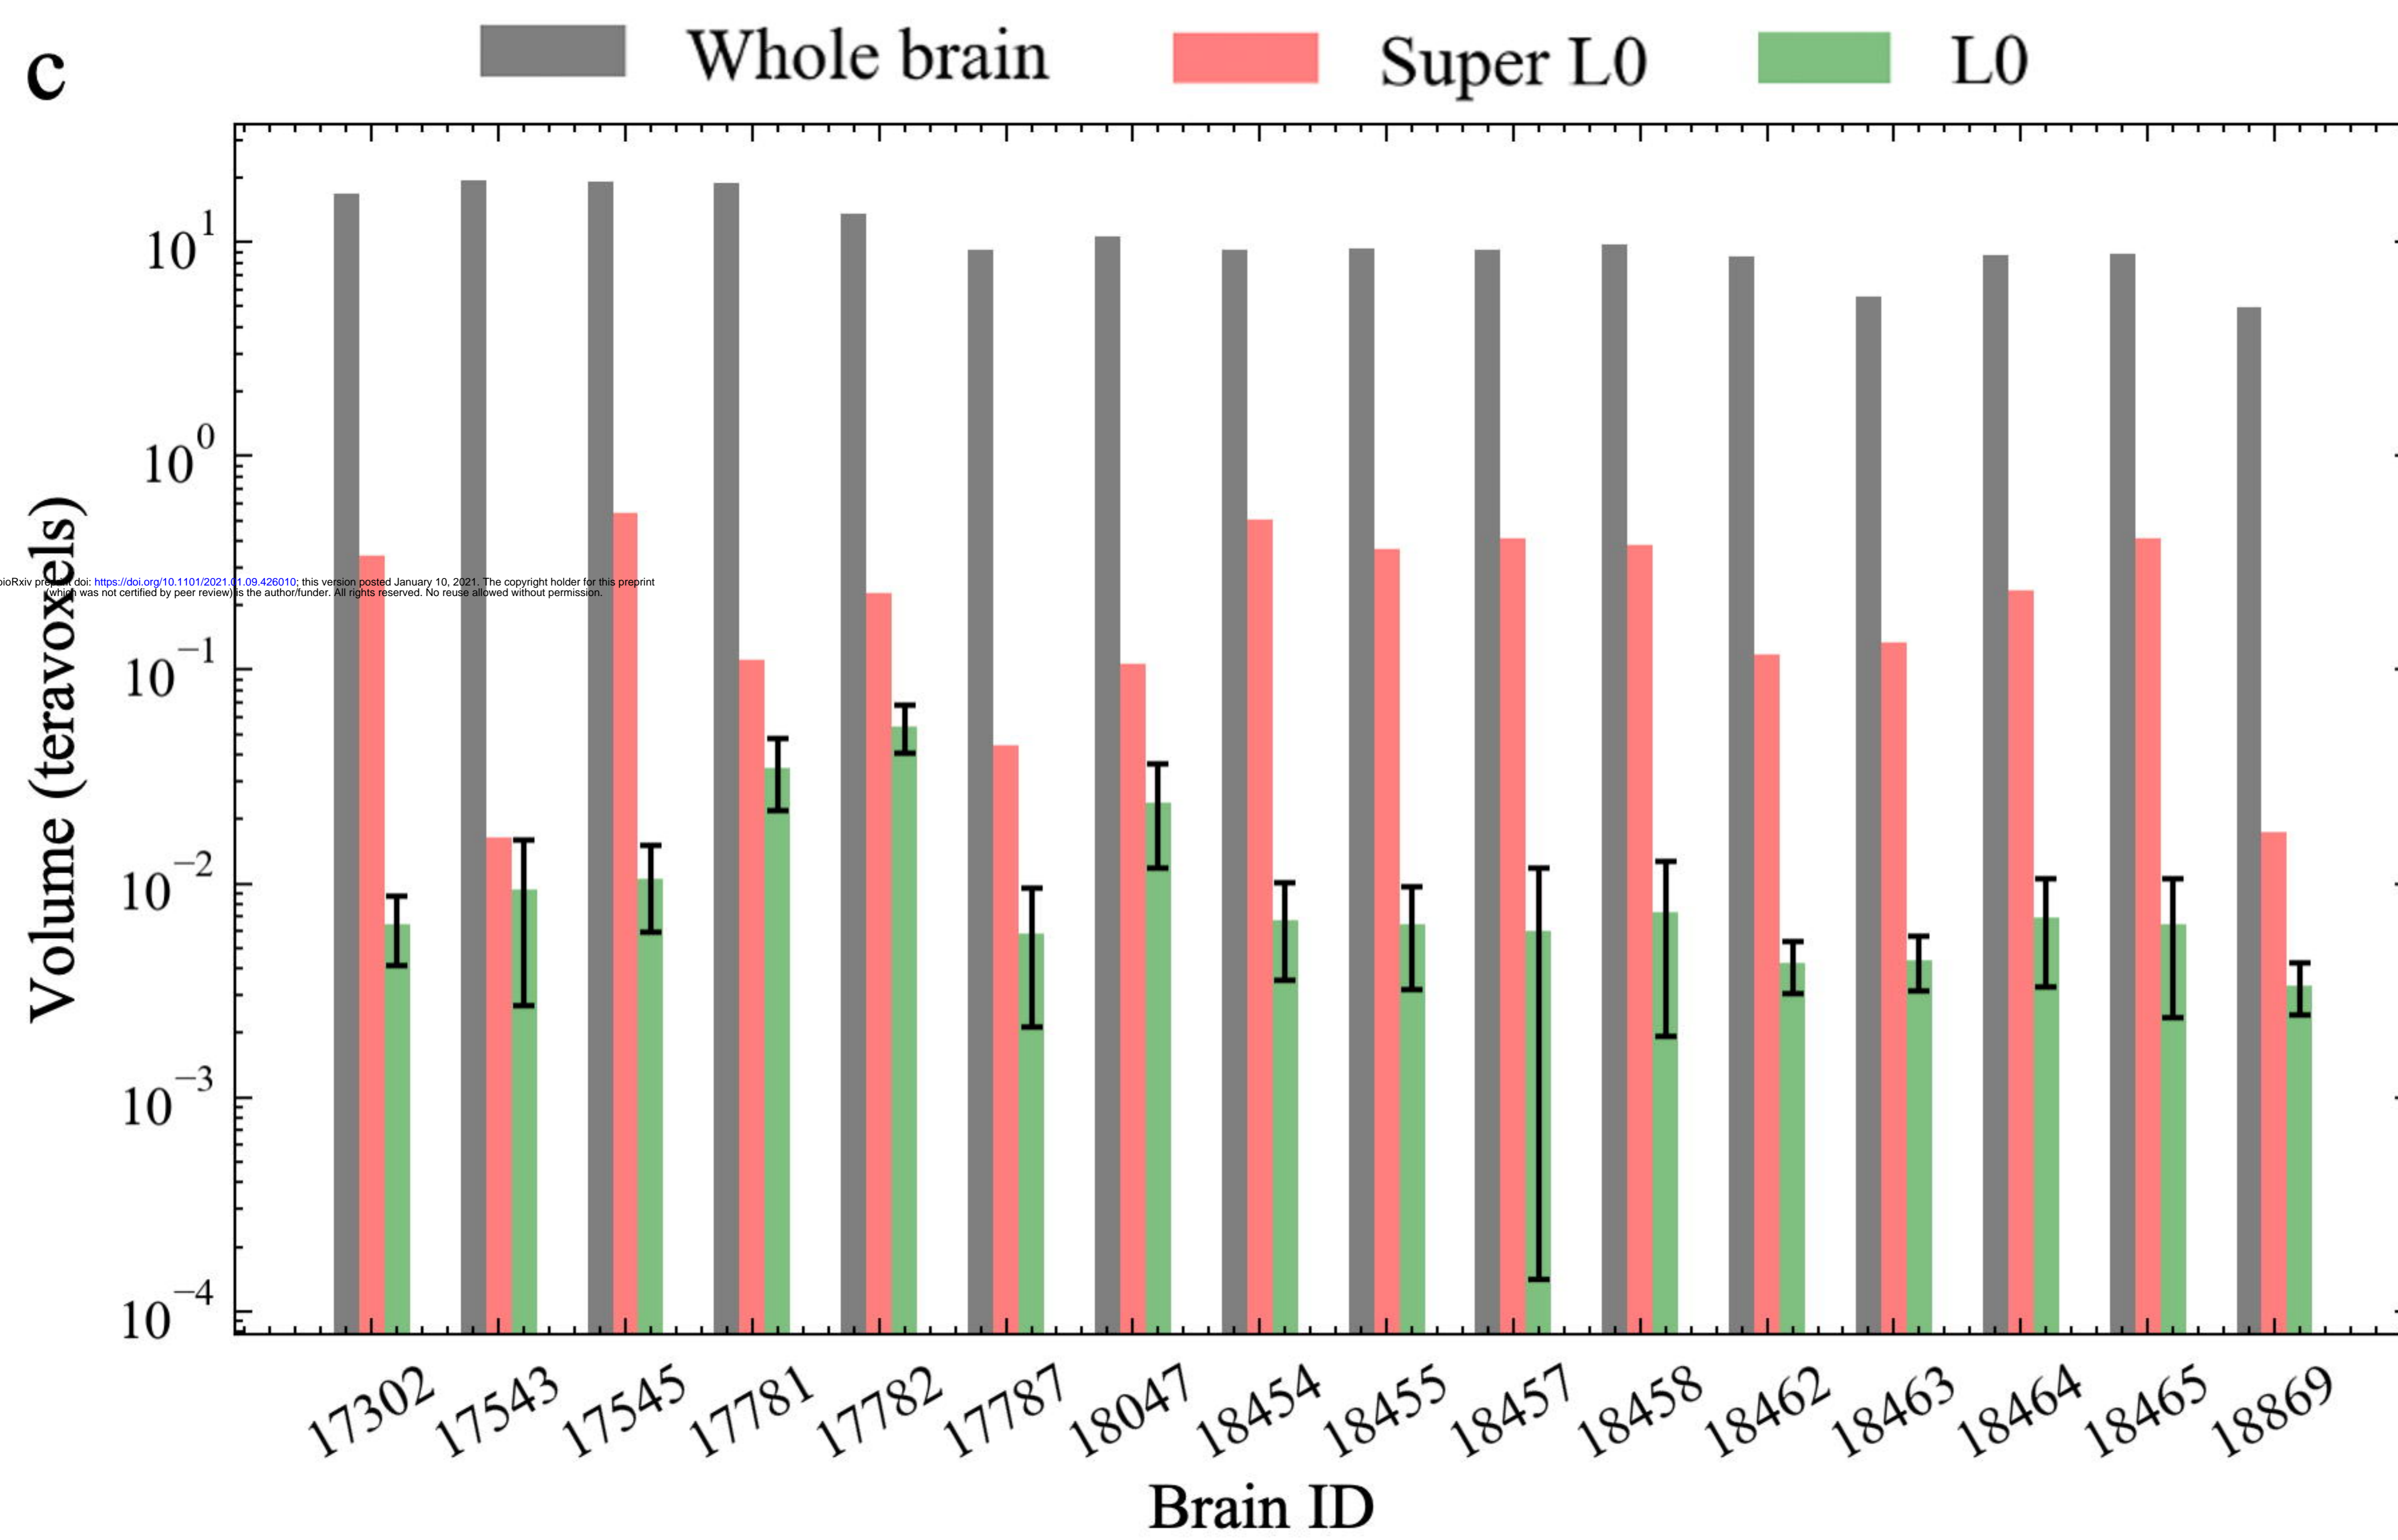 c
Whole brain Super L0 L0
10^1
10^0
10^−1
10^−2
10^−3
10^−4
Volume (teravoxels)
bioRxiv preprint doi: https://doi.org/10.1101/2021.01.09.426010; this version posted January 10, 2021. The copyright holder for this preprint
(which was not certified by peer review) is the author/funder. All rights reserved. No reuse allowed without permission.
17302 17543 17545 17781 17782 17787 18047 18454 18455 18457 18458 18462 18463 18464 18465 18869
Brain ID